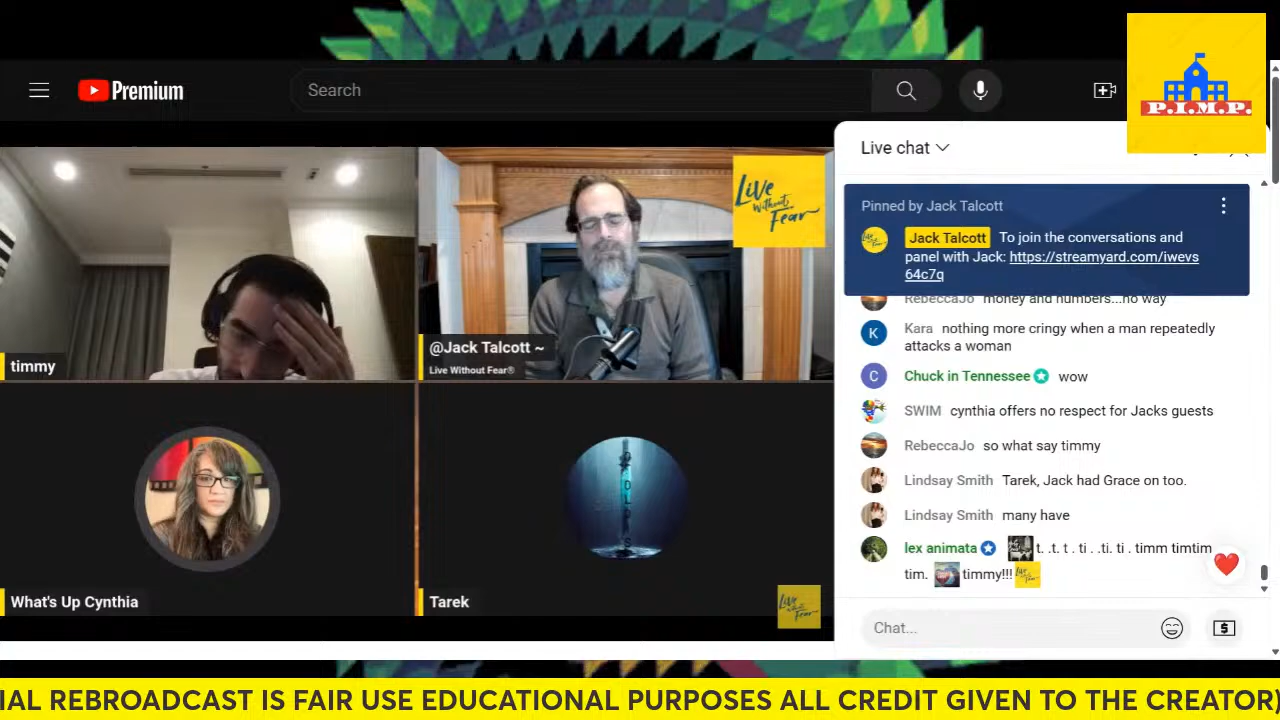 Premium
Search
P.I.M.P.
Live chat
Pinned by Jack Talcott
Jack Talcott To join the conversations and
panel with Jack: https://streamyard.com/iwevs
64c7q
RebeccaJo money and numbers...no way
Kara nothing more cringy when a man repeatedly
attacks a woman
Chuck in Tennessee wow
SWIM cynthia offers no respect for Jacks guests
RebeccaJo so what say timmy
Lindsay Smith Tarek, Jack had Grace on too.
Lindsay Smith many have
lex animata t. .t. t . ti . .ti. ti . timm timtim
tim. timmy!!!
Chat...
timmy
Live
Without
Fear
@Jack Talcott ~
Live Without Fear®
What's Up Cynthia
Tarek
Live
Without
Fear
IAL REBROADCAST IS FAIR USE EDUCATIONAL PURPOSES ALL CREDIT GIVEN TO THE CREATOR)